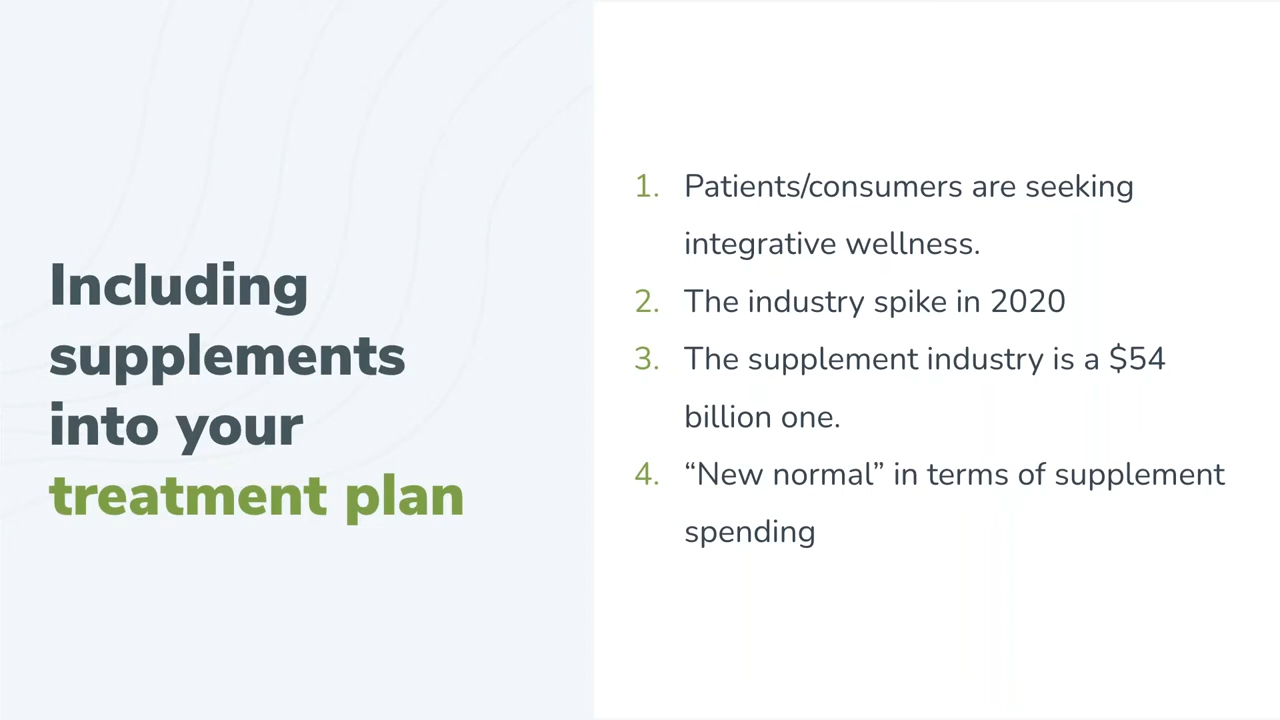 Including
supplements
into your
treatment plan
1. Patients/consumers are seeking
integrative wellness.
2. The industry spike in 2020
3. The supplement industry is a $54
billion one.
4. “New normal” in terms of supplement
spending